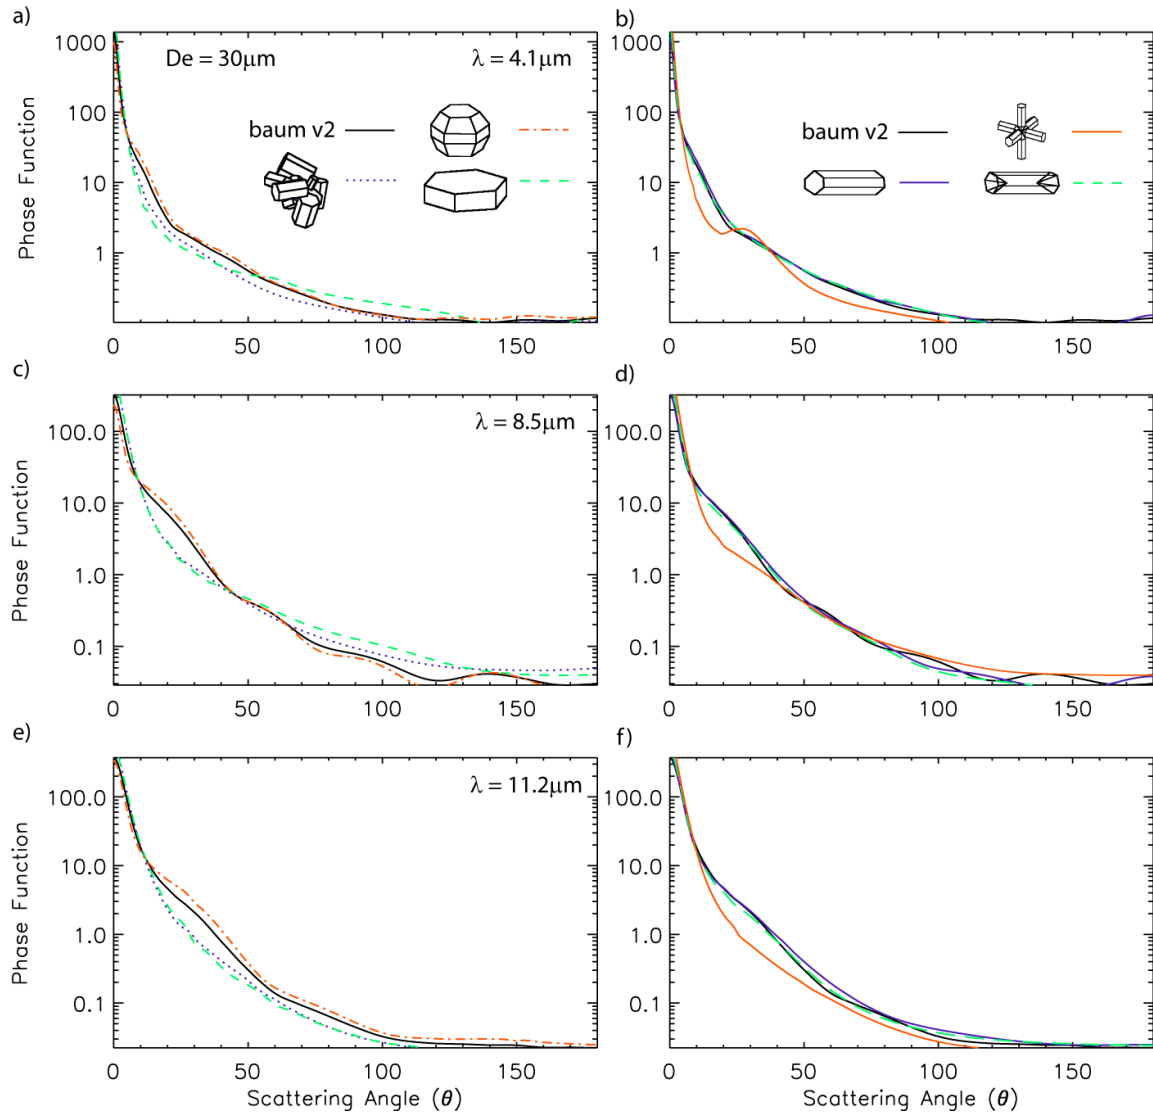 a)
b)
De = 30μm
λ = 4.1μm
baum v2
baum v2
Phase Function
1000
100
10
1
0
50
100
150
1000
100
10
1
0
50
100
150
c)
d)
λ = 8.5μm
Phase Function
100.0
10.0
1.0
0.1
0
50
100
150
100.0
10.0
1.0
0.1
0
50
100
150
e)
f)
λ = 11.2μm
Phase Function
100.0
10.0
1.0
0.1
0
50
100
150
Scattering Angle (θ)
100.0
10.0
1.0
0.1
0
50
100
150
Scattering Angle (θ)